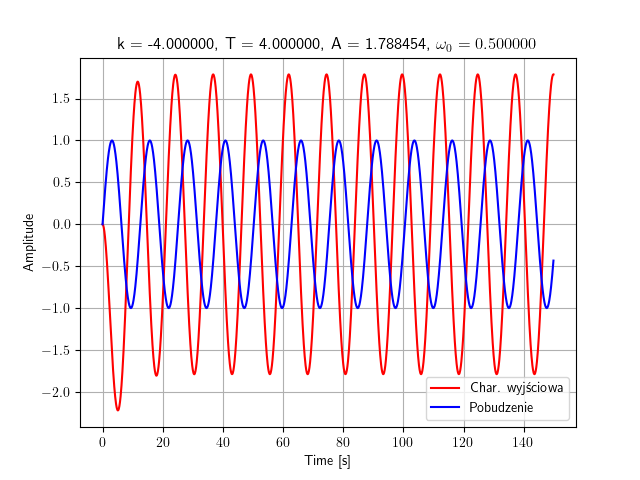 k = -4.000000, T = 4.000000, A = 1.788454, ω₀ = 0.500000
Amplitude
1.5
1.0
0.5
0.0
−0.5
−1.0
−1.5
−2.0
0 20 40 60 80 100 120 140
Time [s]
Char. wyjściowa
Pobudzenie